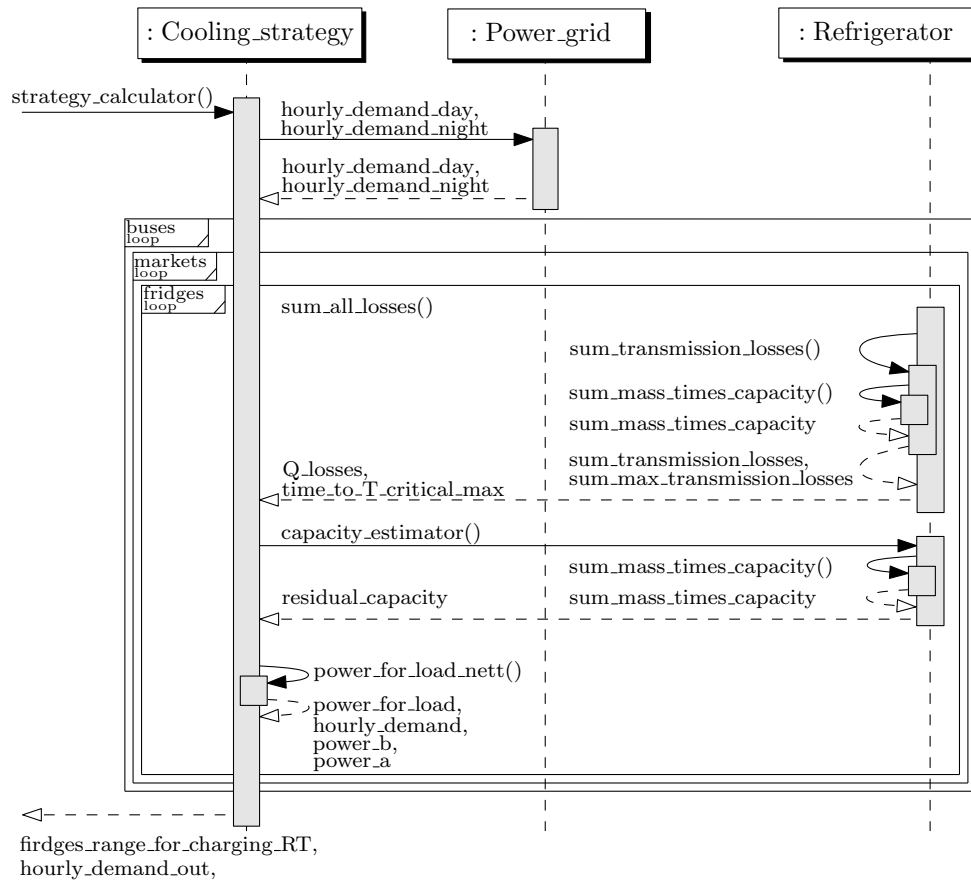 : Cooling_strategy
: Power_grid
: Refrigerator
strategy_calculator()
hourly_demand_day,
hourly_demand_night
hourly_demand_day,
hourly_demand_night
buses
loop
markets
loop
fridges
loop
sum_all_losses()
sum_transmission_losses()
sum_mass_times_capacity()
sum_mass_times_capacity
sum_transmission_losses,
sum_max_transmission_losses
Q_losses,
time_to_T_critical_max
capacity_estimator()
sum_mass_times_capacity()
residual_capacity
sum_mass_times_capacity
power_for_load_nett()
power_for_load,
hourly_demand,
power_b,
power_a
firdges_range_for_charging_RT,
hourly_demand_out,